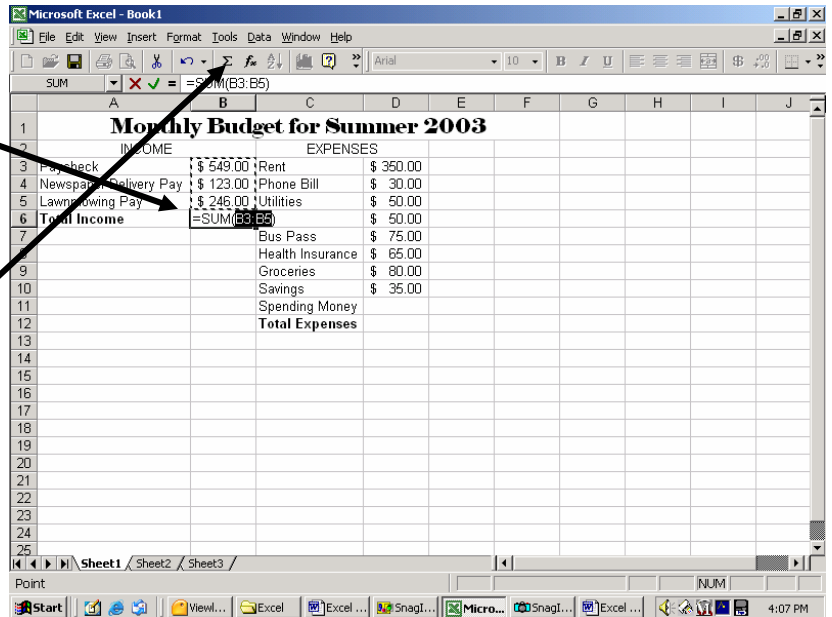 Microsoft Excel - Book1
File Edit View Insert Format Tools Data Window Help
Arial 10 B I U $
SUM =SUM(B3:B5)
A B C D E F G H I J
1 Monthly Budget for Summer 2003
2 INCOME EXPENSES
3 Paycheck $ 549.00 Rent $ 350.00
4 Newspaper Delivery Pay $ 123.00 Phone Bill $ 30.00
5 Lawnmowing Pay $ 246.00 Utilities $ 50.00
6 Total Income =SUM(B3:B5) $ 50.00
7 Bus Pass $ 75.00
8 Health Insurance $ 65.00
9 Groceries $ 80.00
10 Savings $ 35.00
11 Spending Money
12 Total Expenses
13
14
15
16
17
18
19
20
21
22
23
24
25
Sheet1 Sheet2 Sheet3
Point NUM
Start Viewl... Excel Excel ... SnagI... Micro... SnagI... Excel ... 4:07 PM